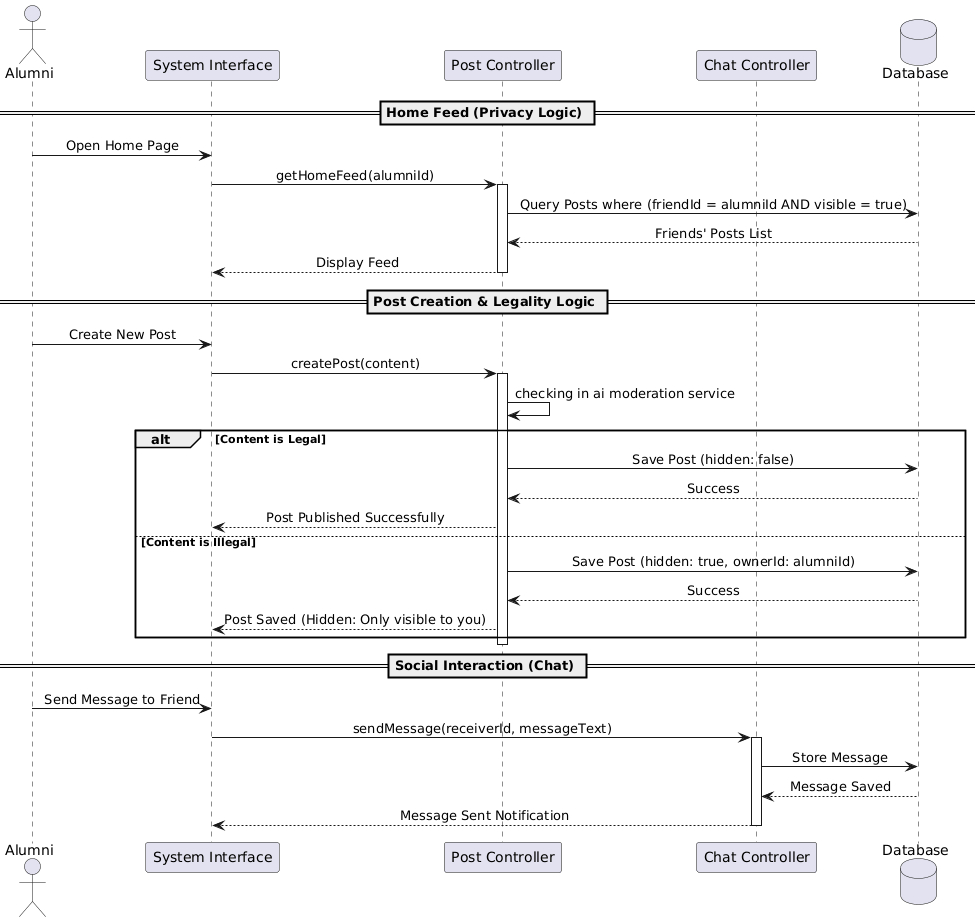 Alumni
System Interface
Post Controller
Chat Controller
Database
Home Feed (Privacy Logic)
Open Home Page
getHomeFeed(alumniId)
Query Posts where (friendId = alumniId AND visible = true)
Friends' Posts List
Display Feed
Post Creation & Legality Logic
Create New Post
createPost(content)
checking in ai moderation service
alt
[Content is Legal]
Save Post (hidden: false)
Success
Post Published Successfully
[Content is Illegal]
Save Post (hidden: true, ownerId: alumniId)
Success
Post Saved (Hidden: Only visible to you)
Social Interaction (Chat)
Send Message to Friend
sendMessage(receiverId, messageText)
Store Message
Message Saved
Message Sent Notification
Alumni
System Interface
Post Controller
Chat Controller
Database